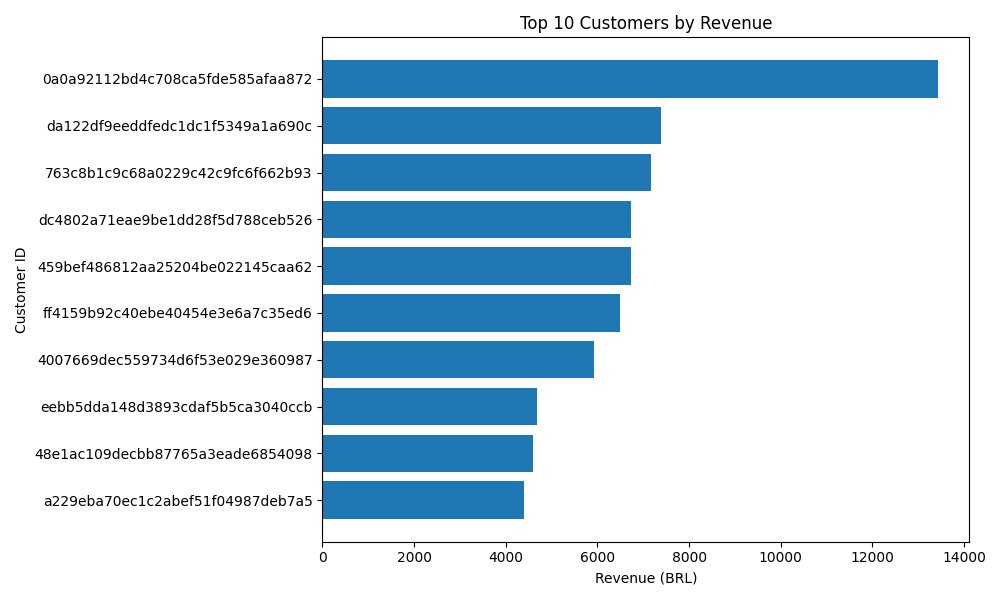 Top 10 Customers by Revenue
Customer ID
0a0a92112bd4c708ca5fde585afaa872
da122df9eeddfedc1dc1f5349a1a690c
763c8b1c9c68a0229c42c9fc6f662b93
dc4802a71eae9be1dd28f5d788ceb526
459bef486812aa25204be022145caa62
ff4159b92c40ebe40454e3e6a7c35ed6
4007669dec559734d6f53e029e360987
eebb5dda148d3893cdaf5b5ca3040ccb
48e1ac109decbb87765a3eade6854098
a229eba70ec1c2abef51f04987deb7a5
0 2000 4000 6000 8000 10000 12000 14000
Revenue (BRL)